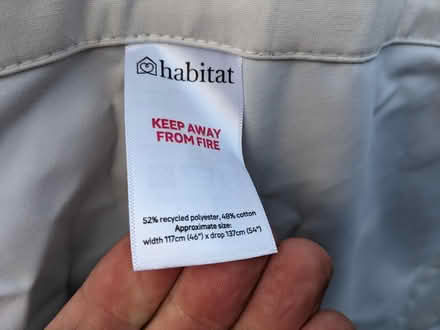 habitat
KEEP AWAY
FROM FIRE
52% recycled polyester, 48% cotton
Approximate size:
width 117cm (46") x drop 137cm (54")